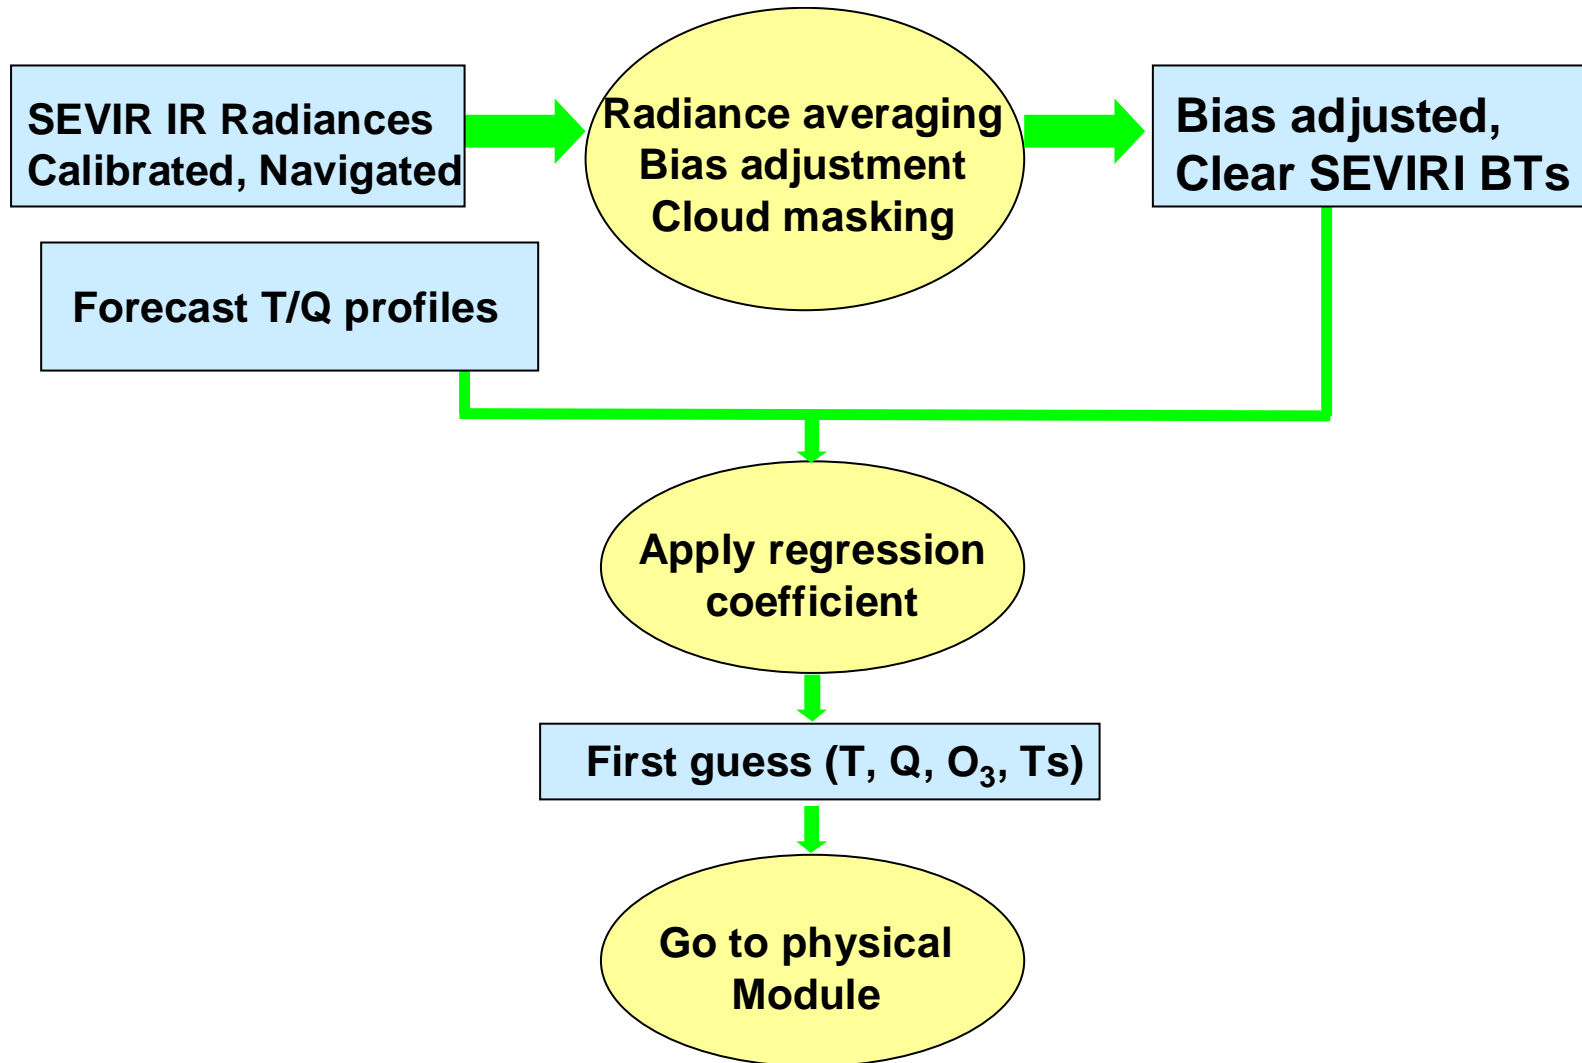 SEVIR IR Radiances
Calibrated, Navigated
Radiance averaging
Bias adjustment
Cloud masking
Bias adjusted,
Clear SEVIRI BTs
Forecast T/Q profiles
Apply regression
coefficient
First guess (T, Q, O₃, Ts)
Go to physical
Module